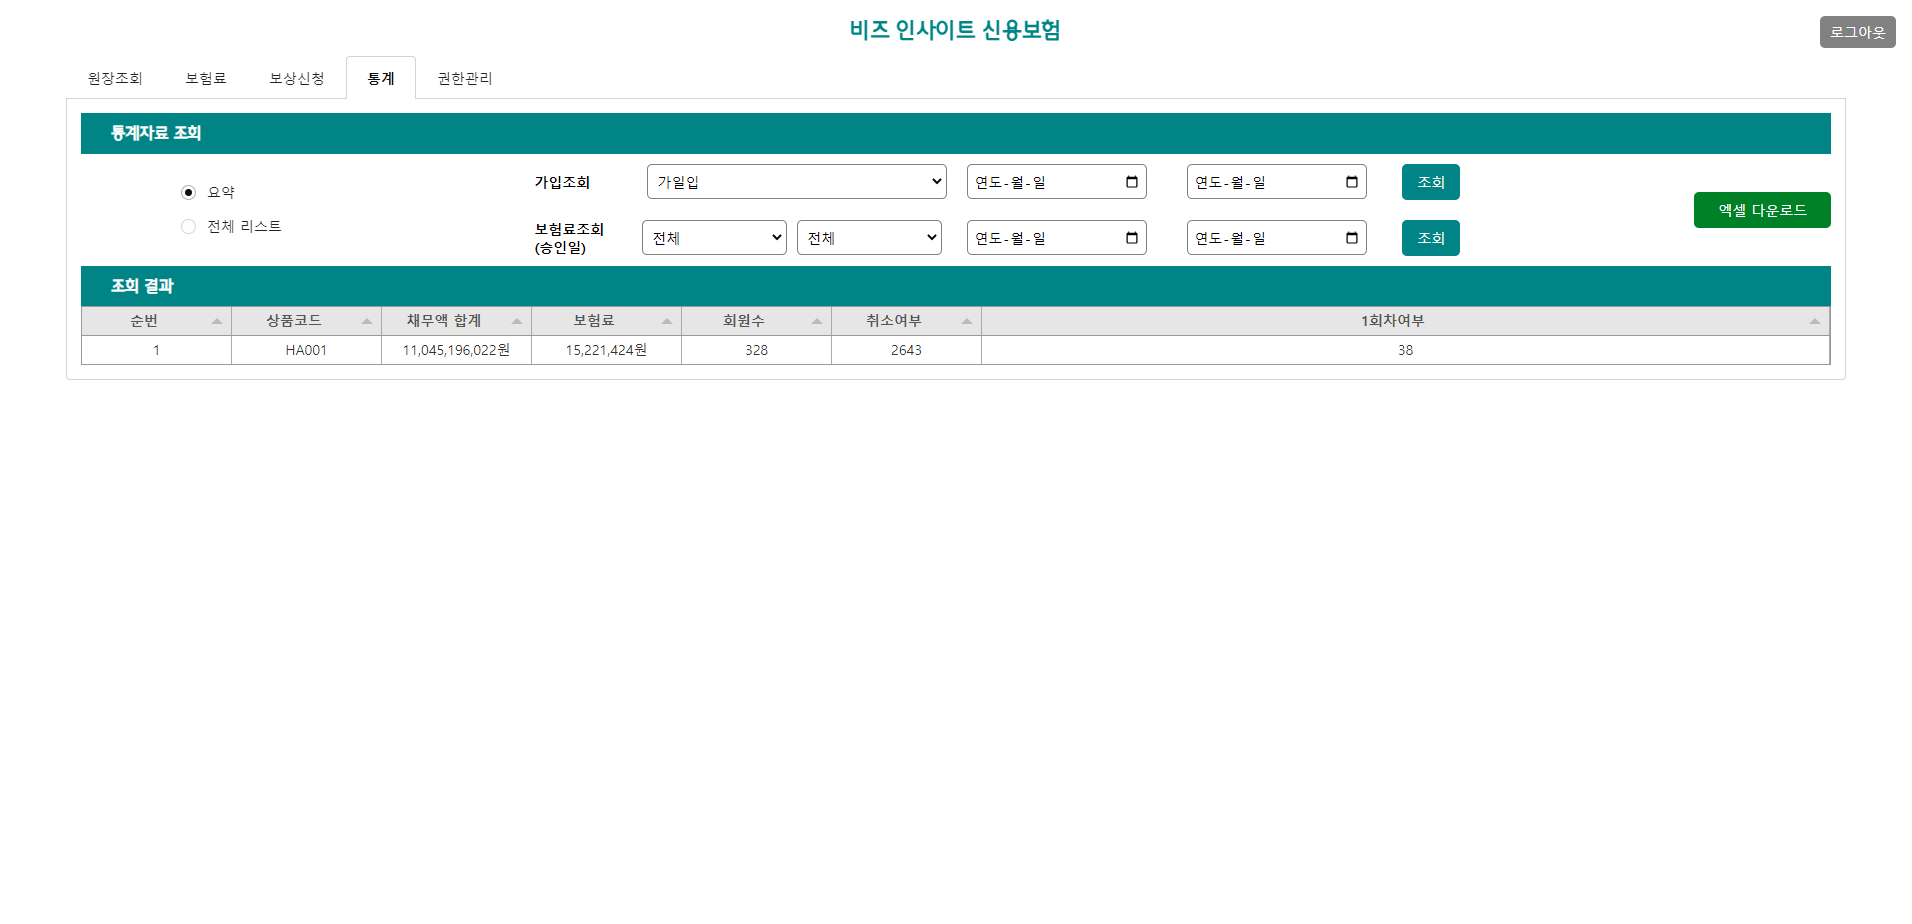 비즈 인사이트 신용보험
로그아웃
원장조회 보험료 보상신청 통계 권한관리
통계자료 조회
요약
전체 리스트
가입조회 가일입 연도-월-일 연도-월-일 조회
보험료조회
(승인일)
전체 전체 연도-월-일 연도-월-일 조회
엑셀 다운로드
조회 결과
순번 상품코드 채무액 합계 보험료 회원수 취소여부 1회차여부
1 HA001 11,045,196,022원 15,221,424원 328 2643 38